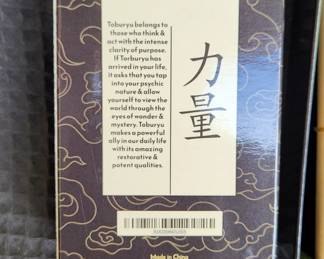 Toburyu belongs to
those who think &
act with the intense
clarity of purpose.
If Torburyu has
arrived in your life,
it asks that you tap
into your psychic
nature & allow
yourself to view the
world through the
eyes of wonder &
mystery. Toburyu
makes a powerful
ally in our daily life
with its amazing
restorative &
potent qualities.
力量
Made in China